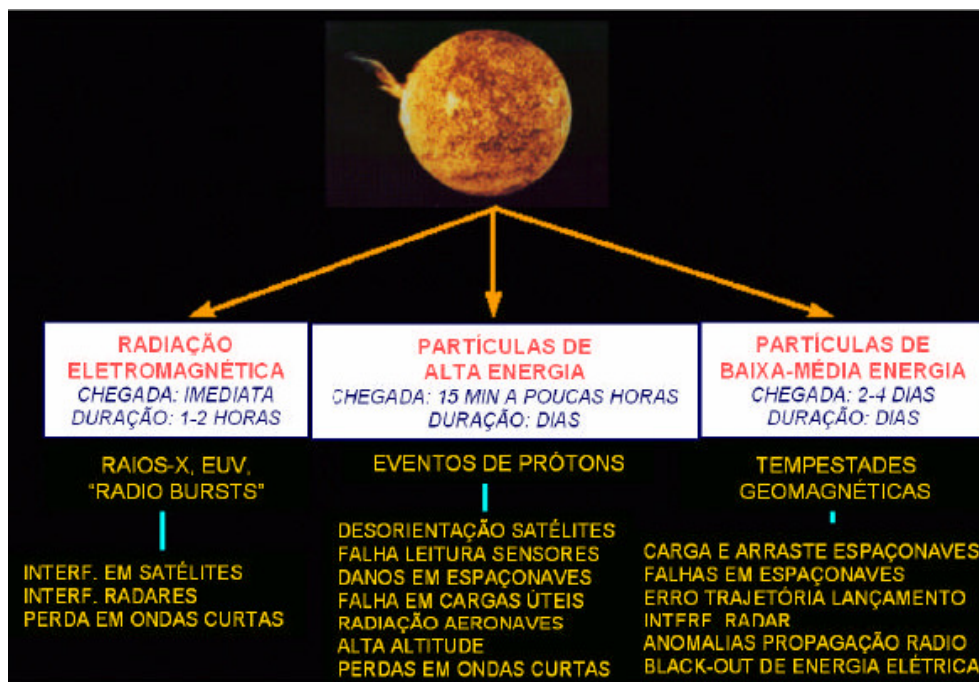 RADIAÇÃO
ELETROMAGNÉTICA
CHEGADA: IMEDIATA
DURAÇÃO: 1-2 HORAS
RAIOS-X, EUV,
"RADIO BURSTS"
INTERF. EM SATÉLITES
INTERF. RADARES
PERDA EM ONDAS CURTAS
PARTÍCULAS DE
ALTA ENERGIA
CHEGADA: 15 MIN A POUCAS HORAS
DURAÇÃO: DIAS
EVENTOS DE PRÓTONS
DESORIENTAÇÃO SATÉLITES
FALHA LEITURA SENSORES
DANOS EM ESPAÇONAVES
FALHA EM CARGAS ÚTEIS
RADIAÇÃO AERONAVES
ALTA ALTITUDE
PERDAS EM ONDAS CURTAS
PARTÍCULAS DE
BAIXA-MÉDIA ENERGIA
CHEGADA: 2-4 DIAS
DURAÇÃO: DIAS
TEMPESTADES
GEOMAGNÉTICAS
CARGA E ARRASTE ESPAÇONAVES
FALHAS EM ESPAÇONAVES
ERRO TRAJETÓRIA LANÇAMENTO
INTERF. RADAR
ANOMALIAS PROPAGAÇÃO RADIO
BLACK-OUT DE ENERGIA ELÉTRICA